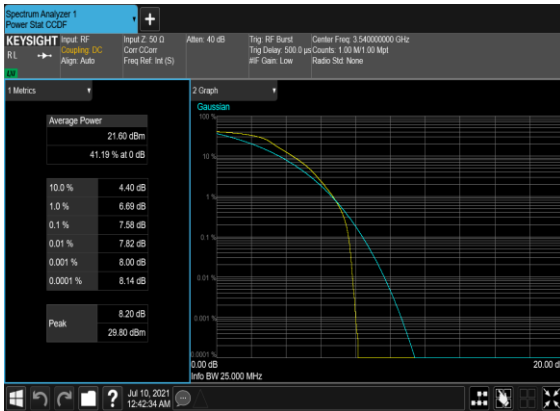 Spectrum Analyzer 1
Power Stat CCDF
+
KEYSIGHT
RL
Input: RF
Coupling: DC
Align: Auto
Input Z: 50 Ω
Corr CCorr
Freq Ref: Int (S)
Atten: 40 dB
Trig: RF Burst
Trig Delay: 500.0 µs
#IF Gain: Low
Center Freq: 3.540000000 GHz
Counts: 1.00 M/1.00 Mpt
Radio Std: None
1 Metrics
Average Power
21.60 dBm
41.19 % at 0 dB
10.0 % 4.40 dB
1.0 % 6.69 dB
0.1 % 7.58 dB
0.01 % 7.82 dB
0.001 % 8.00 dB
0.0001 % 8.14 dB
Peak
8.20 dB
29.80 dBm
2 Graph
Gaussian
100 %
10 %
1 %
0.1 %
0.01 %
0.001 %
0.0001 %
0.00 dB
20.00 d
Info BW 25.000 MHz
?
Jul 10, 2021
12:42:34 AM